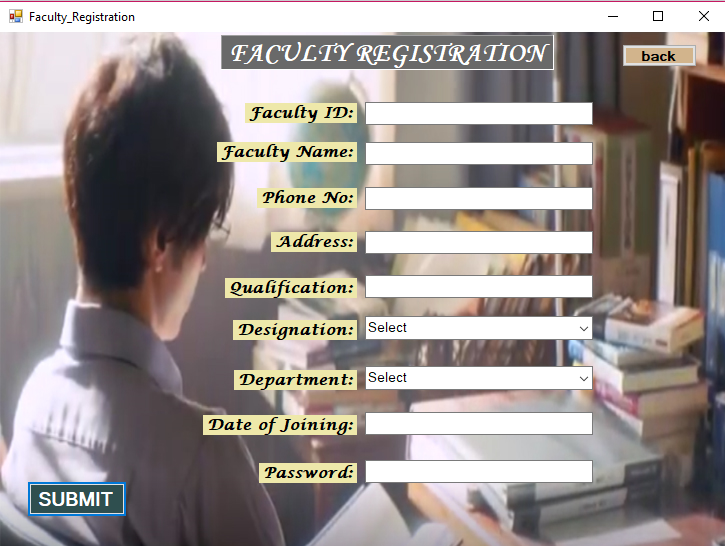 Faculty_Registration
FACULTY REGISTRATION
back
Faculty ID:
Faculty Name:
Phone No:
Address:
Qualification:
Designation: Select
Department: Select
Date of Joining:
Password:
SUBMIT